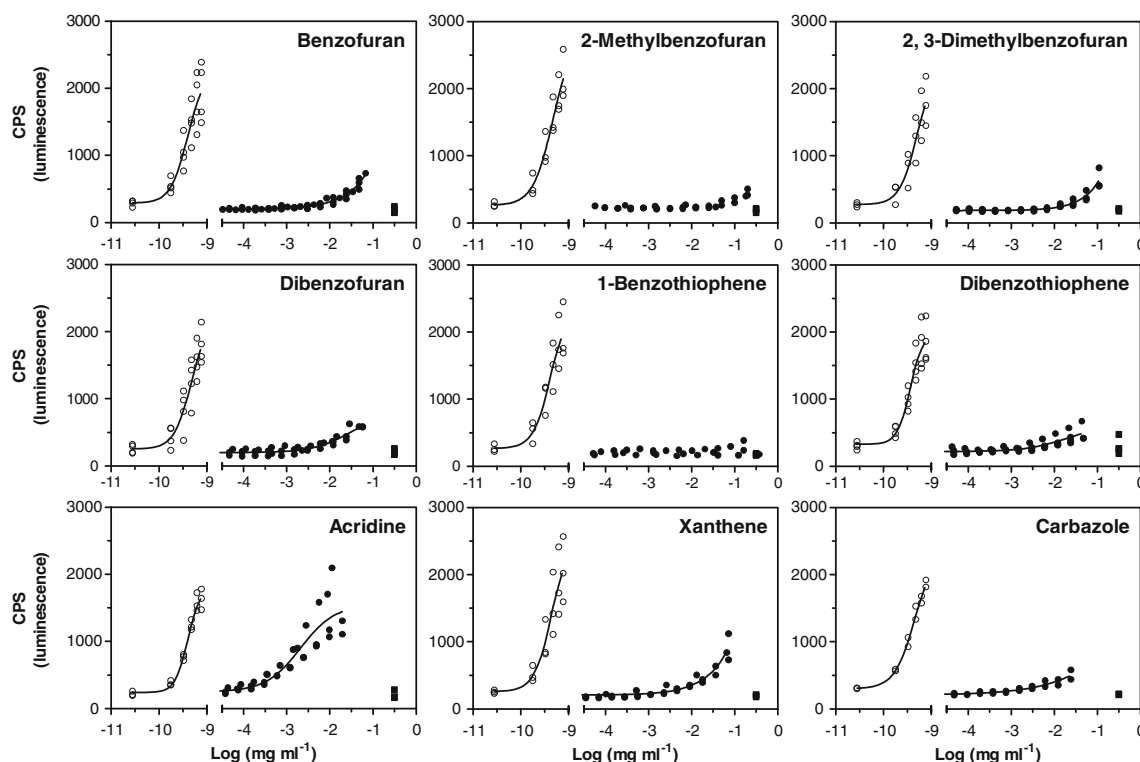 3000
2000
1000
0
CPS
(luminescence)
Benzofuran
-11 -10 -9 -4 -3 -2 -1 0
3000
2000
1000
0
2-Methylbenzofuran
-11 -10 -9 -4 -3 -2 -1 0
3000
2000
1000
0
2, 3-Dimethylbenzofuran
-11 -10 -9 -4 -3 -2 -1 0
3000
2000
1000
0
CPS
(luminescence)
Dibenzofuran
-11 -10 -9 -4 -3 -2 -1 0
3000
2000
1000
0
1-Benzothiophene
-11 -10 -9 -4 -3 -2 -1 0
3000
2000
1000
0
Dibenzothiophene
-11 -10 -9 -4 -3 -2 -1 0
3000
2000
1000
0
CPS
(luminescence)
Acridine
-11 -10 -9 -4 -3 -2 -1 0
Log (mg ml⁻¹)
3000
2000
1000
0
Xanthene
-11 -10 -9 -4 -3 -2 -1 0
Log (mg ml⁻¹)
3000
2000
1000
0
Carbazole
-11 -10 -9 -4 -3 -2 -1 0
Log (mg ml⁻¹)